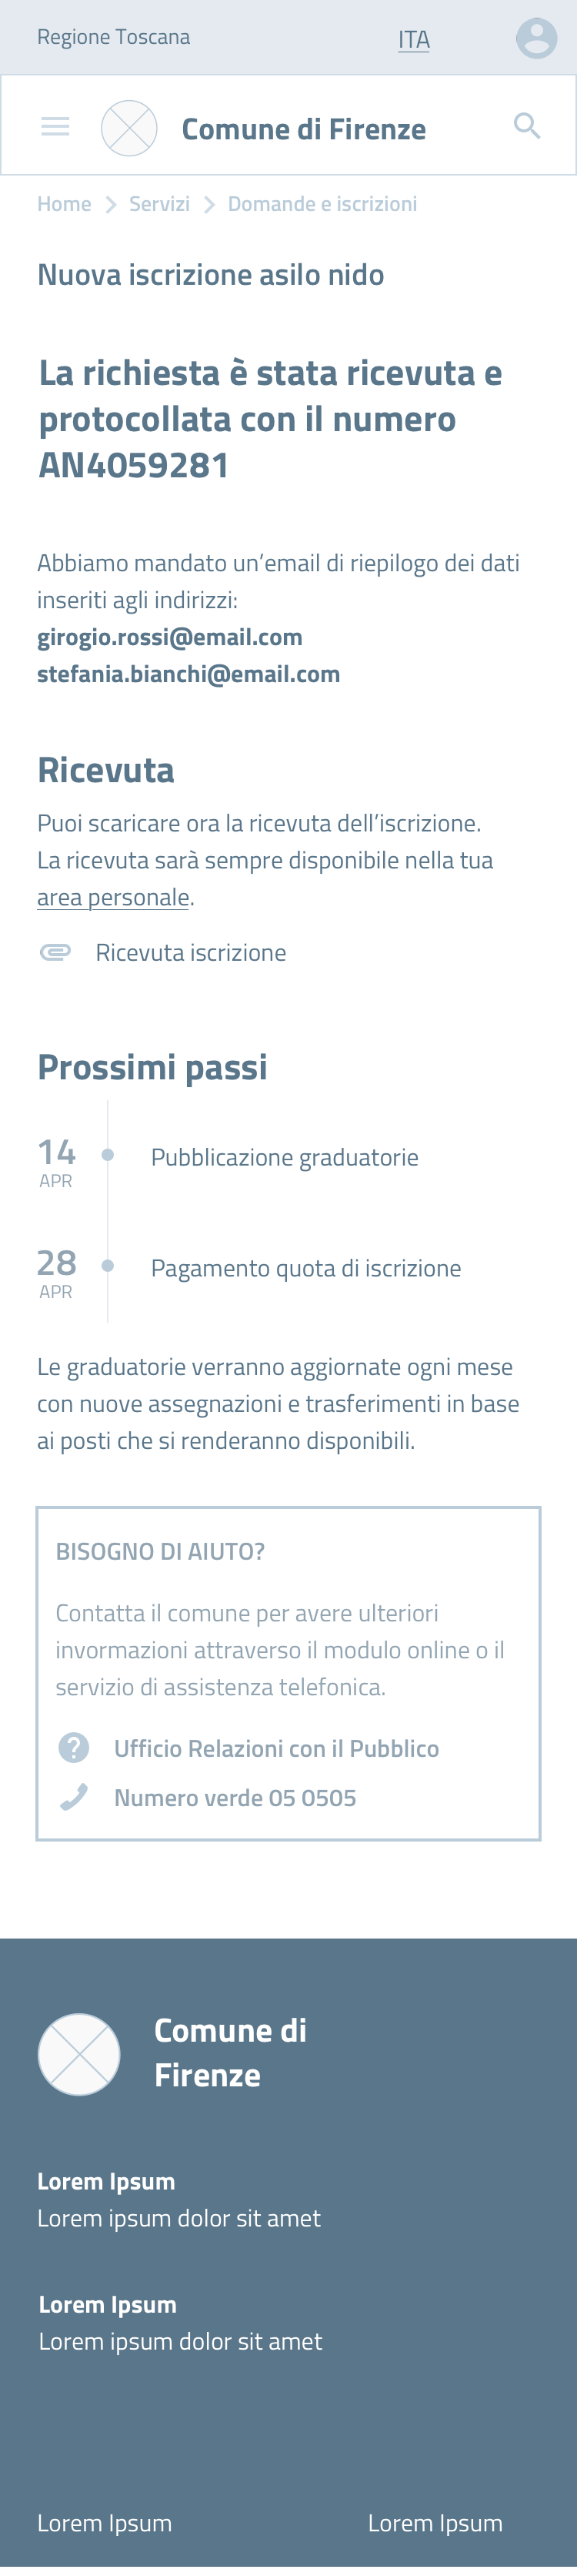 Regione Toscana
ITA
Comune di Firenze
Home
Servizi
Domande e iscrizioni
Nuova iscrizione asilo nido
La richiesta è stata ricevuta e
protocollata con il numero
AN4059281
Abbiamo mandato un’email di riepilogo dei dati
inseriti agli indirizzi:
girogio.rossi@email.com
stefania.bianchi@email.com
Ricevuta
Puoi scaricare ora la ricevuta dell’iscrizione.
La ricevuta sarà sempre disponibile nella tua
area personale.
Ricevuta iscrizione
Prossimi passi
14
APR
Pubblicazione graduatorie
28
APR
Pagamento quota di iscrizione
Le graduatorie verranno aggiornate ogni mese
con nuove assegnazioni e trasferimenti in base
ai posti che si renderanno disponibili.
BISOGNO DI AIUTO?
Contatta il comune per avere ulteriori
invormazioni attraverso il modulo online o il
servizio di assistenza telefonica.
Ufficio Relazioni con il Pubblico
Numero verde 05 0505
Comune di
Firenze
Lorem Ipsum
Lorem ipsum dolor sit amet
Lorem Ipsum
Lorem ipsum dolor sit amet
Lorem Ipsum
Lorem Ipsum